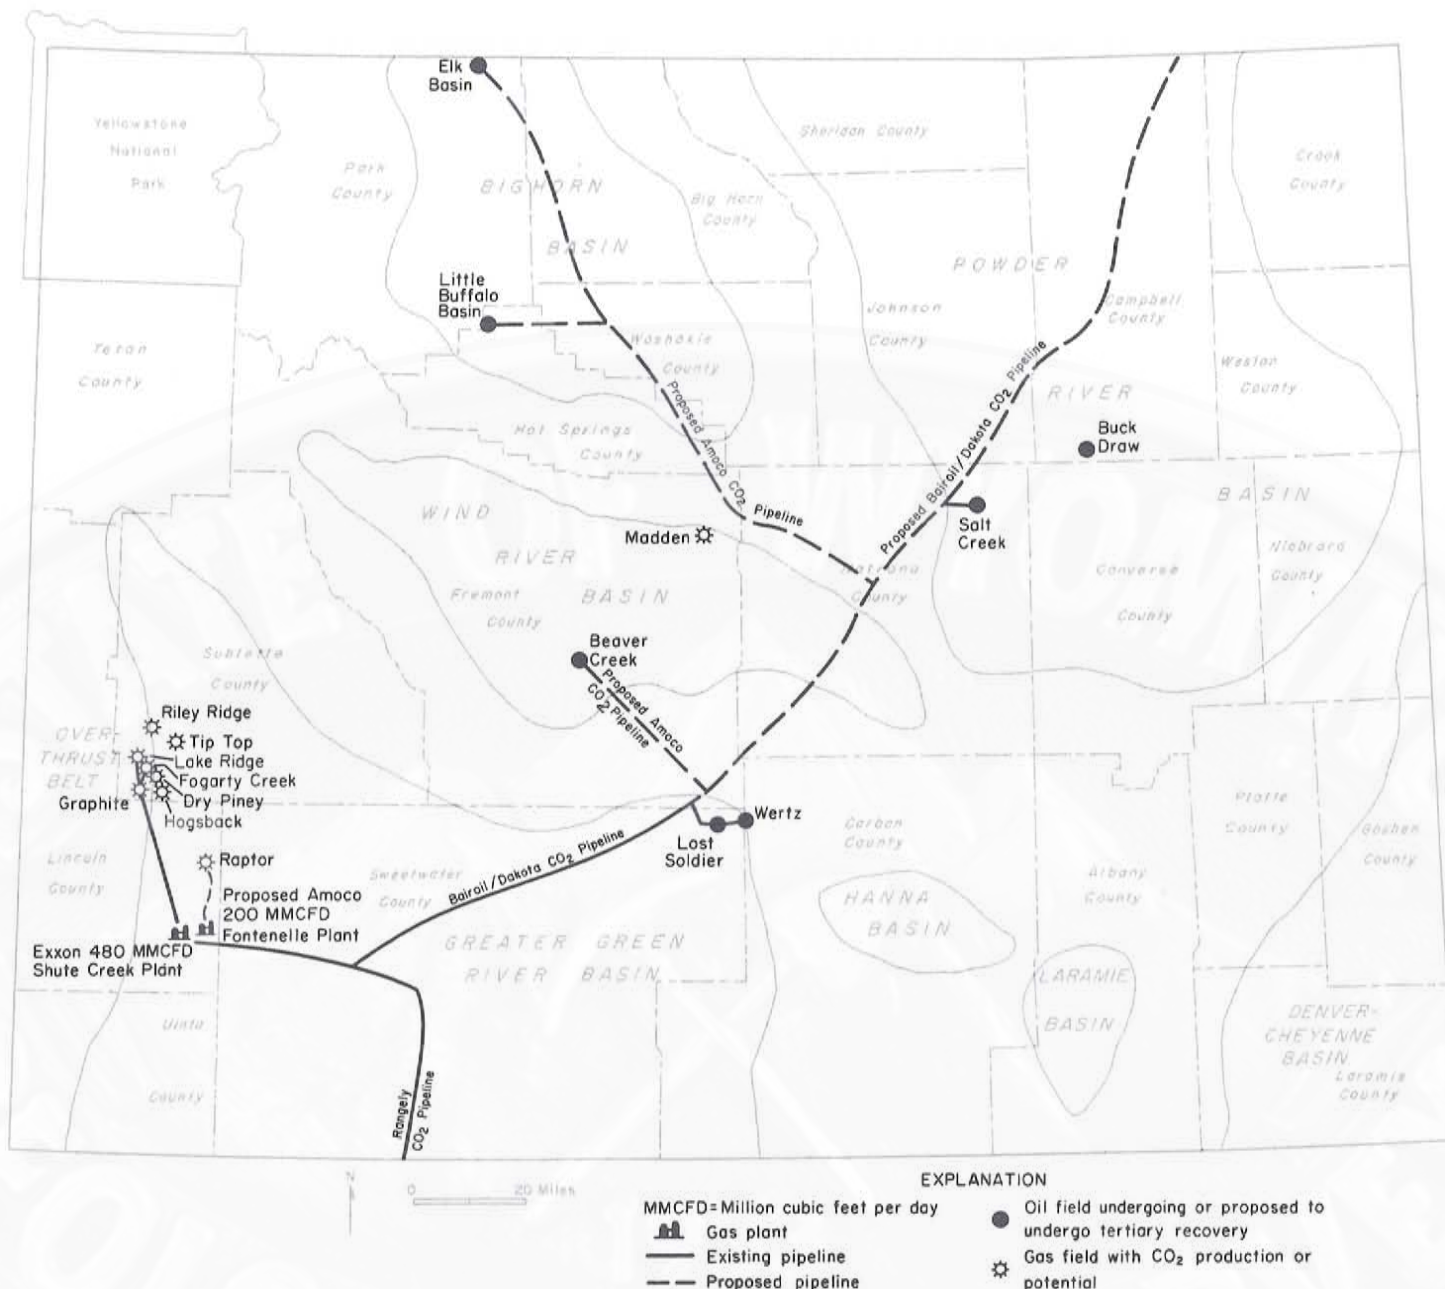 Elk
Basin
Yellowstone
National
Park
Park
County
BIGHORN
BASIN
Big Horn
County
Sheridan County
Crook
County
POWDER
Little
Buffalo
Basin
Johnson
County
Campbell
County
Teton
County
Washakie
County
Weston
County
RIVER
Proposed Amoco CO2
Pipeline
Proposed Bairoil/Dakota CO2 Pipeline
Buck
Draw
Hot Springs
County
BASIN
WIND
RIVER
BASIN
Madden
Salt
Creek
Niobrara
County
Natrona
County
Converse
County
Fremont
County
Beaver
Creek
Proposed Amoco
CO2 Pipeline
Sublette
County
Riley Ridge
OVER-
THRUST
BELT
Tip Top
Lake Ridge
Fogarty Creek
Dry Piney
Graphite
Hogsback
Wertz
Lost
Soldier
Platte
County
Goshen
County
Carbon
County
Lincoln
County
Raptor
Sweetwater
County
Bairoil/Dakota CO2 Pipeline
Albany
County
Proposed Amoco
200 MMCFD
Fontenelle Plant
HANNA
BASIN
Exxon 480 MMCFD
Shute Creek Plant
GREATER GREEN
RIVER BASIN
LARAMIE
BASIN
DENVER-
CHEYENNE
BASIN
Laramie
County
Uinta
County
Rangely
CO2 Pipeline
N
0 20 Miles
EXPLANATION
MMCFD=Million cubic feet per day
Gas plant
Existing pipeline
Proposed pipeline
Oil field undergoing or proposed to
undergo tertiary recovery
Gas field with CO2 production or
potential